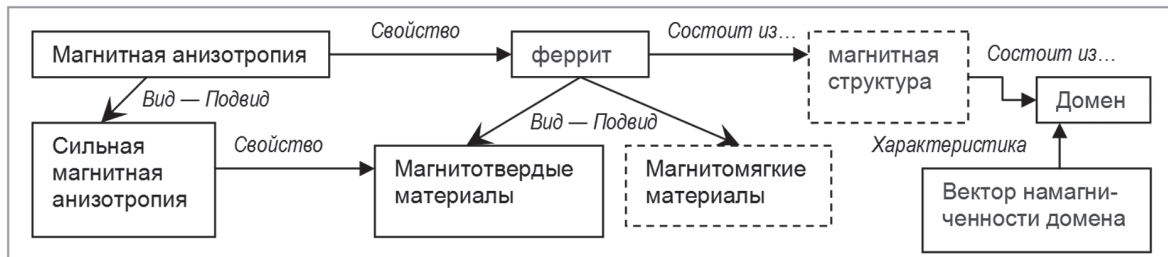 Свойство
Состоит из...
Магнитная анизотропия
феррит
магнитная
структура
Состоит из...
Домен
Вид — Подвид
Вид — Подвид
Сильная
магнитная
анизотропия
Свойство
Магнитотвердые
материалы
Магнитомягкие
материалы
Характеристика
Вектор намагни-
ченности домена